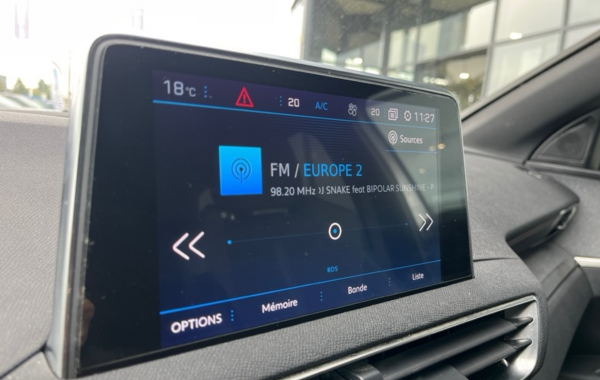 18°C 20 A/C 20 11:27
Sources
FM / EUROPE 2
98.20 MHz DJ SNAKE feat BIPOLAR SUNSHINE - P
RDS
OPTIONS Mémoire Bande Liste